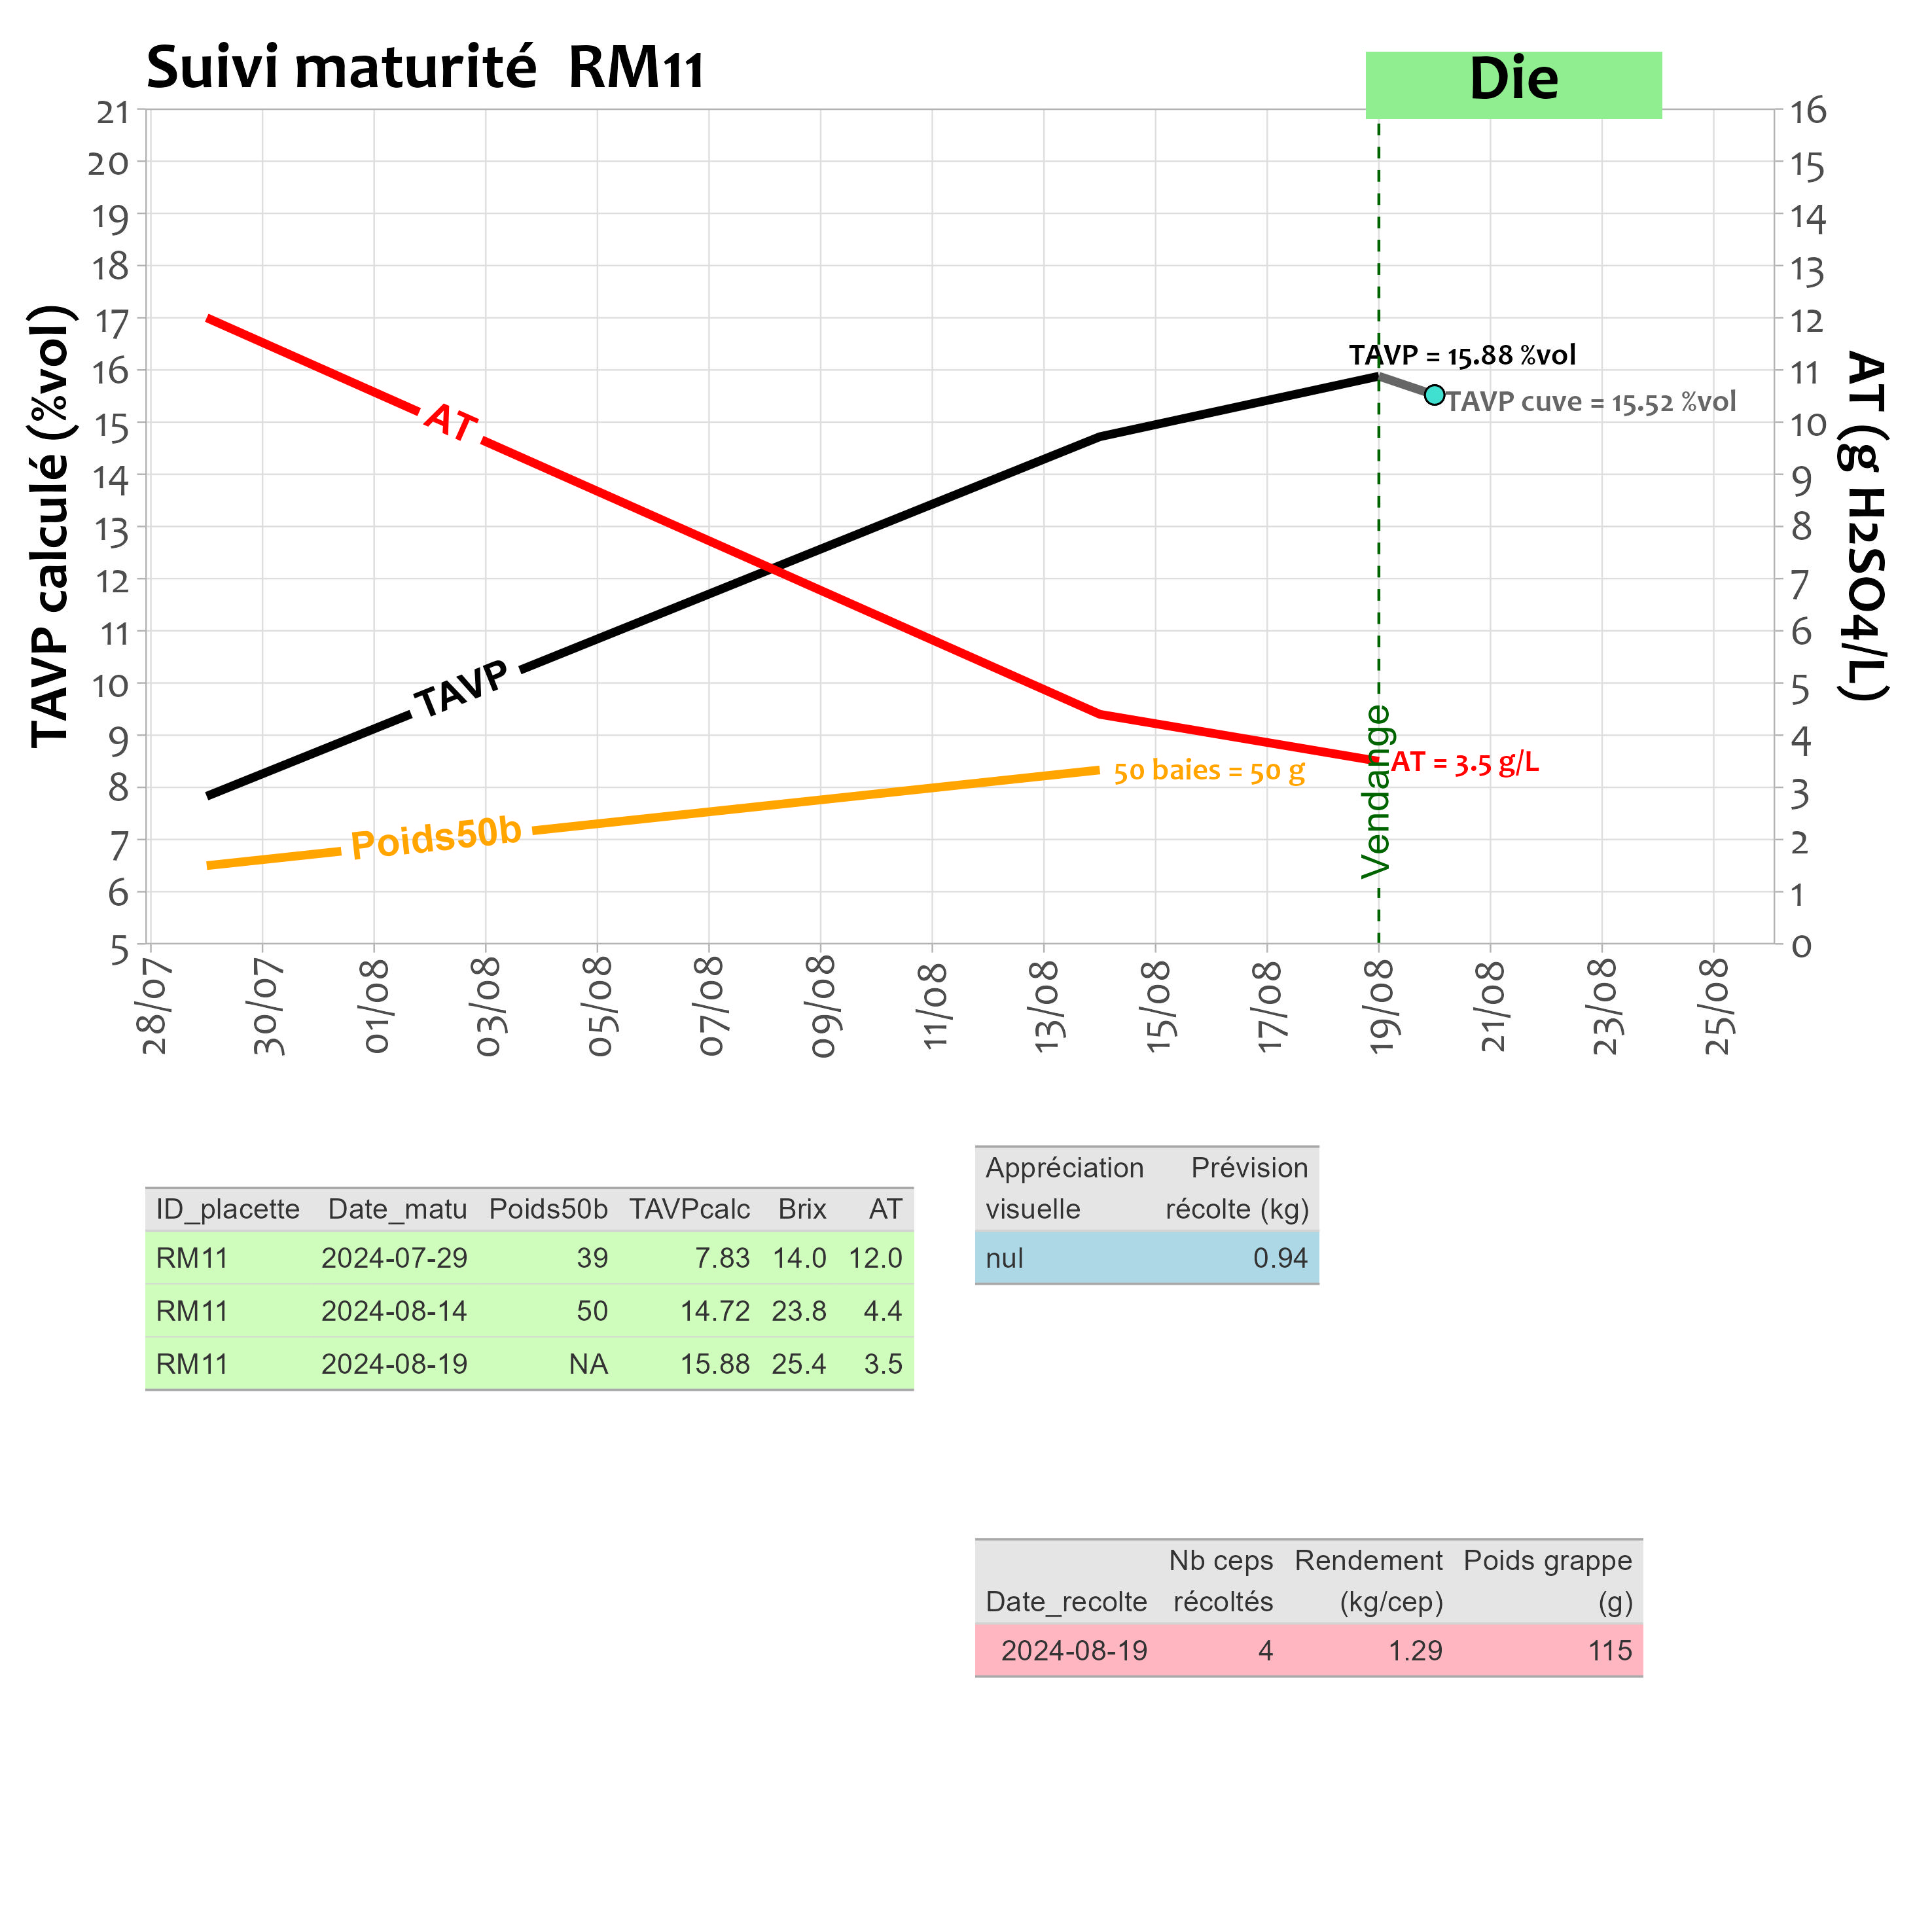 Suivi maturité  RM11
Die
TAVP calculé (%vol)
21
20
19
18
17
16
15
14
13
12
11
10
9
8
7
6
5
AT
TAVP
Poids50b
50 baies = 50 g
TAVP = 15.88 %vol
TAVP cuve = 15.52 %vol
AT = 3.5 g/L
Vendange
16
15
14
13
12
11
10
9
8
7
6
5
4
3
2
1
0
AT (g H2SO4/L)
28/07
30/07
01/08
03/08
05/08
07/08
09/08
11/08
13/08
15/08
17/08
19/08
21/08
23/08
25/08
ID_placette Date_matu Poids50b TAVPcalc Brix AT
RM11 2024-07-29 39 7.83 14.0 12.0
RM11 2024-08-14 50 14.72 23.8 4.4
RM11 2024-08-19 NA 15.88 25.4 3.5
Appréciation Prévision
visuelle récolte (kg)
nul 0.94
Nb ceps Rendement Poids grappe
Date_recolte récoltés (kg/cep) (g)
2024-08-19 4 1.29 115